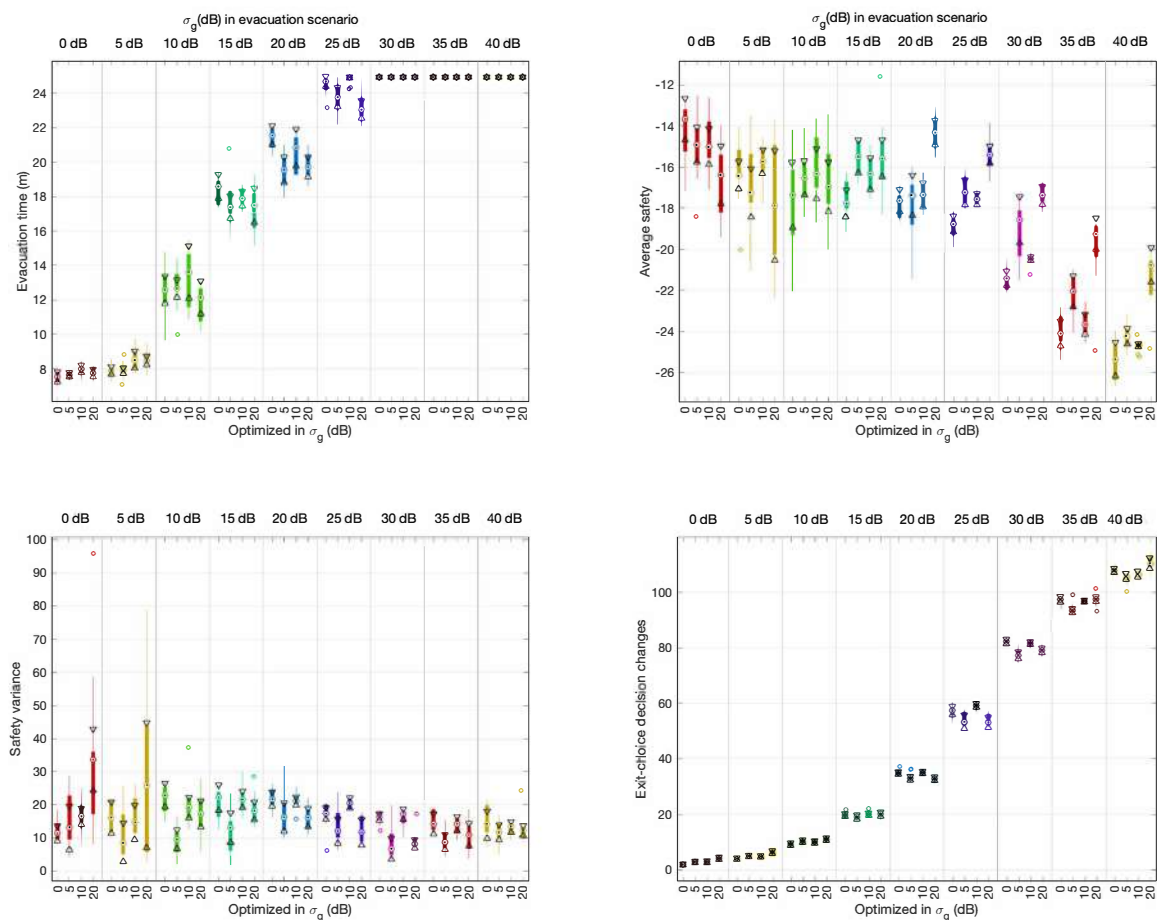 σg(dB) in evacuation scenario
0 dB 5 dB 10 dB 15 dB 20 dB 25 dB 30 dB 35 dB 40 dB
Evacuation time (m)
24
22
20
18
16
14
12
10
8
0 5 10 20 0 5 10 20 0 5 10 20 0 5 10 20 0 5 10 20 0 5 10 20 0 5 10 20 0 5 10 20 0 5 10 20
Optimized in σg (dB)
σg(dB) in evacuation scenario
0 dB 5 dB 10 dB 15 dB 20 dB 25 dB 30 dB 35 dB 40 dB
Average safety
-12
-14
-16
-18
-20
-22
-24
-26
0 5 10 20 0 5 10 20 0 5 10 20 0 5 10 20 0 5 10 20 0 5 10 20 0 5 10 20 0 5 10 20 0 5 10 20
Optimized in σg (dB)
0 dB 5 dB 10 dB 15 dB 20 dB 25 dB 30 dB 35 dB 40 dB
Safety variance
100
90
80
70
60
50
40
30
20
10
0
0 5 10 20 0 5 10 20 0 5 10 20 0 5 10 20 0 5 10 20 0 5 10 20 0 5 10 20 0 5 10 20 0 5 10 20
Optimized in σg (dB)
0 dB 5 dB 10 dB 15 dB 20 dB 25 dB 30 dB 35 dB 40 dB
Exit-choice decision changes
100
80
60
40
20
0
0 5 10 20 0 5 10 20 0 5 10 20 0 5 10 20 0 5 10 20 0 5 10 20 0 5 10 20 0 5 10 20 0 5 10 20
Optimized in σg (dB)